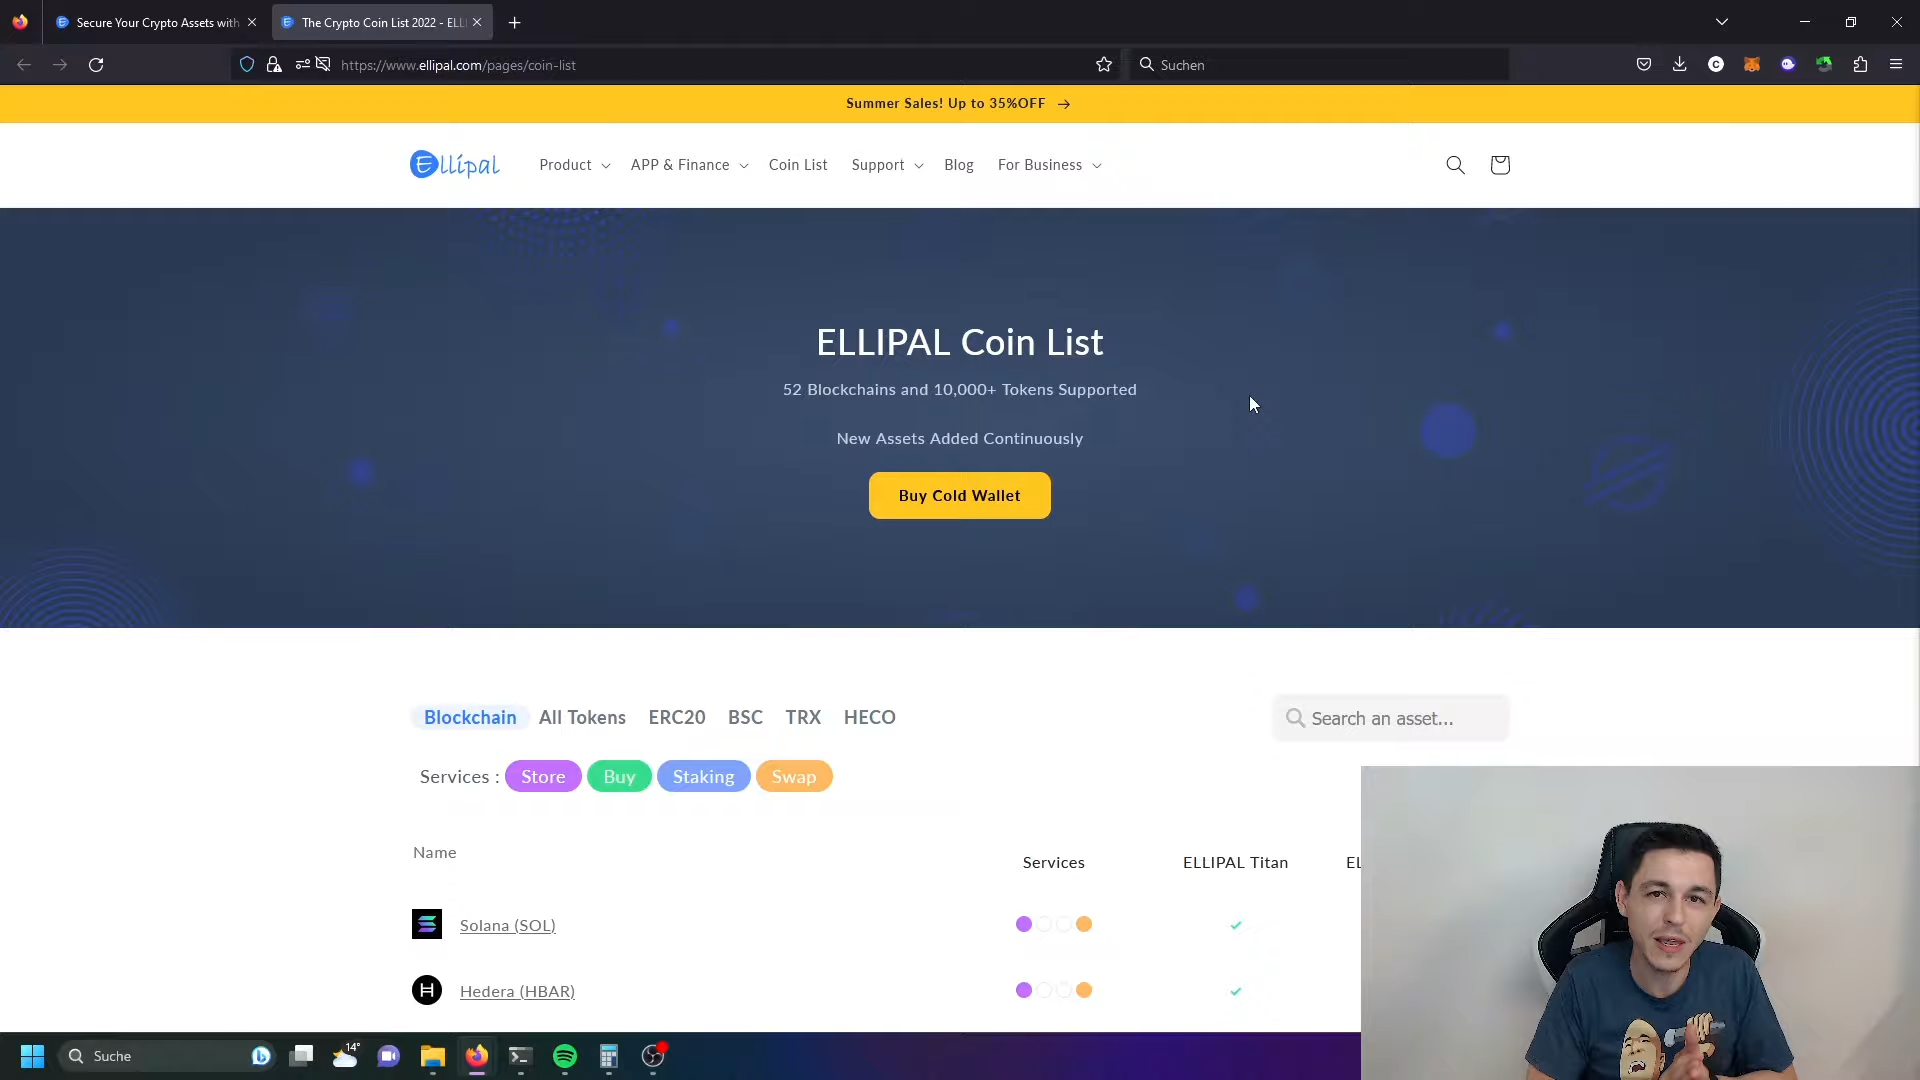 Secure Your Crypto Assets with
The Crypto Coin List 2022 - ELL
https://www.ellipal.com/pages/coin-list
Suchen
Summer Sales! Up to 35%OFF
Ellipal
Product
APP & Finance
Coin List
Support
Blog
For Business
ELLIPAL Coin List
52 Blockchains and 10,000+ Tokens Supported
New Assets Added Continuously
Buy Cold Wallet
Blockchain
All Tokens
ERC20
BSC
TRX
HECO
Search an asset...
Services :
Store
Buy
Staking
Swap
Name
Services
ELLIPAL Titan
EL
Solana (SOL)
Hedera (HBAR)
Suche
14°